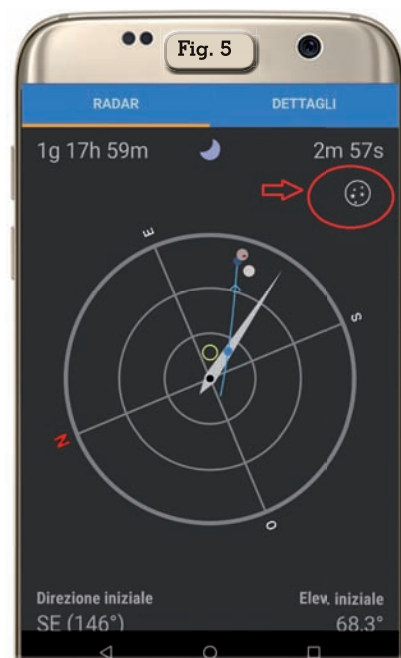 Fig. 5
RADAR DETTAGLI
1g 17h 59m 2m 57s
E
S
N
O
Direzione iniziale Elev. iniziale
SE (146°) 68.3°